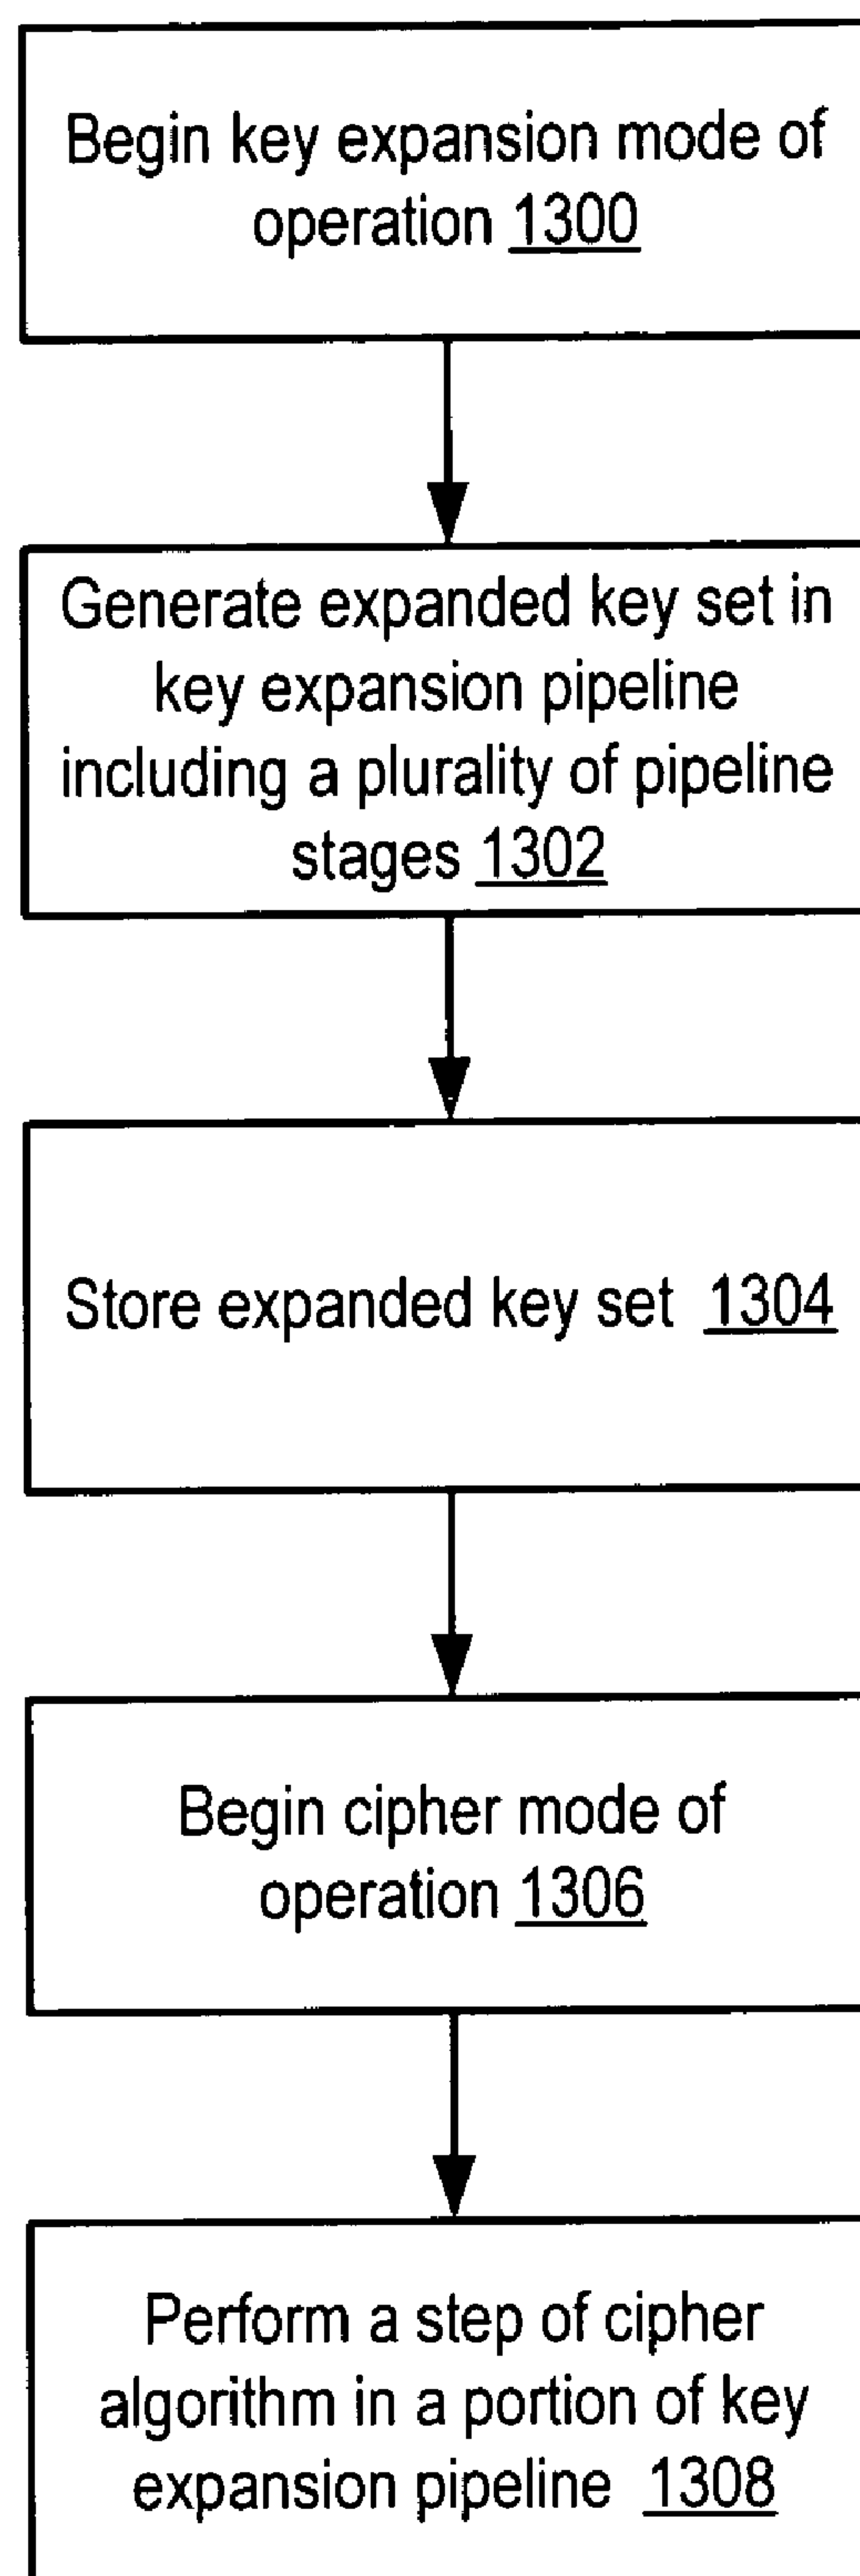 Begin key expansion mode of
operation 1300
Generate expanded key set in
key expansion pipeline
including a plurality of pipeline
stages 1302
Store expanded key set 1304
Begin cipher mode of
operation 1306
Perform a step of cipher
algorithm in a portion of key
expansion pipeline 1308